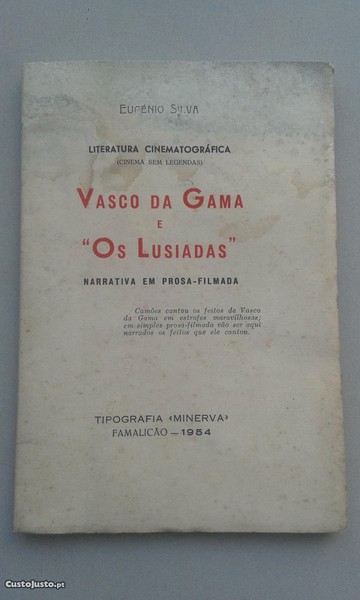 EUGÉNIO SILVA
LITERATURA CINEMATOGRÁFICA
(CINEMA SEM LEGENDAS)
VASCO DA GAMA
E
"OS LUSIADAS"
NARRATIVA EM PROSA-FILMADA
Camões cantou os feitos de Vasco
da Gama em estrofes maravilhosas;
em simples prosa-filmada vão ser aqui
narrados os feitos que ele cantou.
TIPOGRAFIA «MINERVA»
FAMALICÃO — 1954
CustoJusto.pt